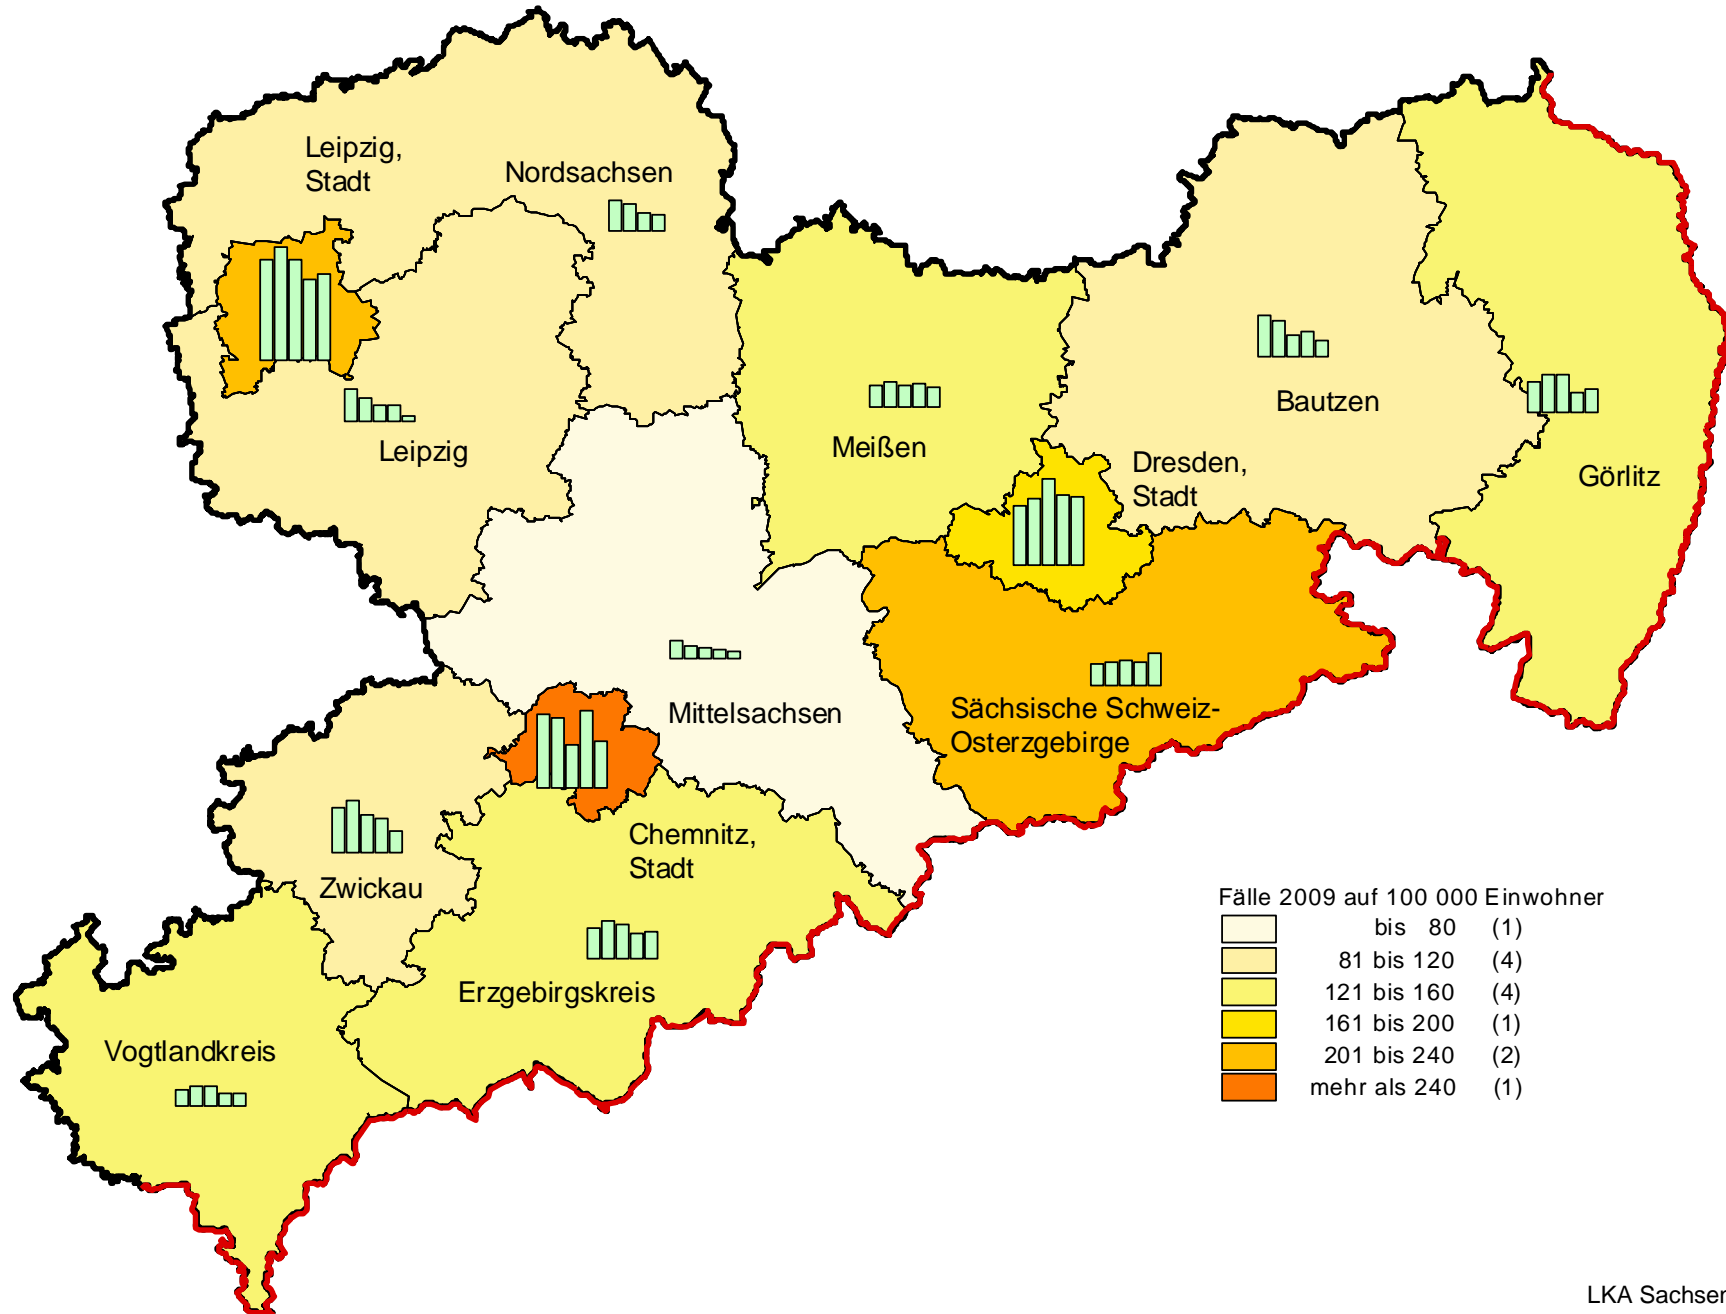 Leipzig,
Stadt
Nordsachsen
Leipzig
Meißen
Bautzen
Dresden,
Stadt
Görlitz
Mittelsachsen
Sächsische Schweiz-
Osterzgebirge
Chemnitz,
Stadt
Zwickau
Erzgebirgskreis
Vogtlandkreis
Fälle 2009 auf 100 000 Einwohner
bis 80 (1)
81 bis 120 (4)
121 bis 160 (4)
161 bis 200 (1)
201 bis 240 (2)
mehr als 240 (1)
LKA Sachsen